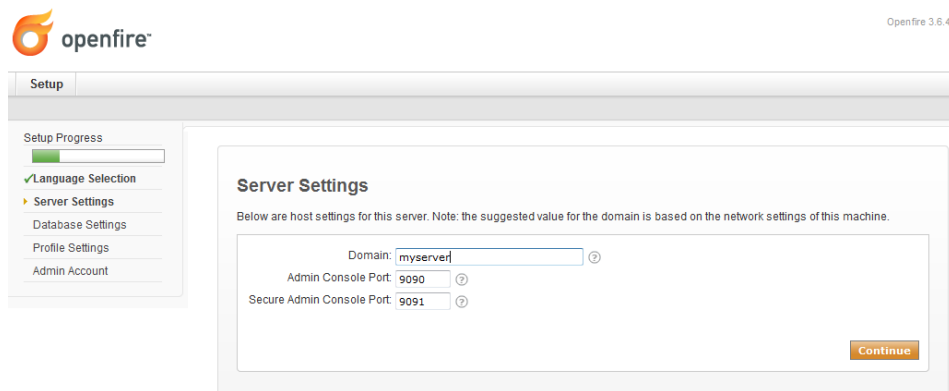 openfire™
Openfire 3.6.4
Setup
Setup Progress
Language Selection
Server Settings
Database Settings
Profile Settings
Admin Account
Server Settings
Below are host settings for this server. Note: the suggested value for the domain is based on the network settings of this machine.
Domain: myserver
Admin Console Port: 9090
Secure Admin Console Port: 9091
Continue